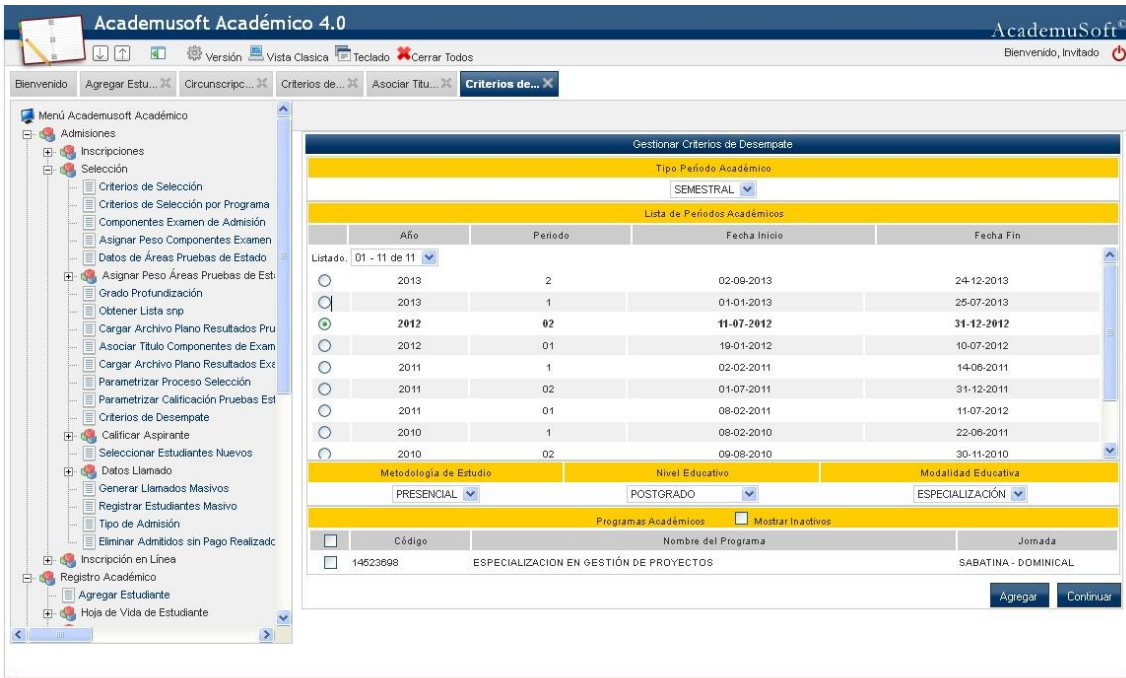 Academusoft Académico 4.0
AcademuSoft©
Versión Vista Clasica Teclado Cerrar Todos
Bienvenido, Invitado
Bienvenido Agregar Estu... Circunscripc... Criterios de... Asociar Titu... Criterios de...
Menú Academusoft Académico
Admisiones
Inscripciones
Selección
Criterios de Selección
Criterios de Selección por Programa
Componentes Examen de Admisión
Asignar Peso Componentes Examen
Datos de Áreas Pruebas de Estado
Asignar Peso Áreas Pruebas de Est
Grado Profundización
Obtener Lista snp
Cargar Archivo Plano Resultados Pru
Asociar Titulo Componentes de Exam
Cargar Archivo Plano Resultados Exa
Parametrizar Proceso Selección
Parametrizar Calificación Pruebas Est
Criterios de Desempate
Calificar Aspirante
Seleccionar Estudiantes Nuevos
Datos Llamado
Generar Llamados Masivos
Registrar Estudiantes Masivo
Tipo de Admisión
Eliminar Admitidos sin Pago Realizado
Inscripción en Línea
Registro Académico
Agregar Estudiante
Hoja de Vida de Estudiante
Gestionar Criterios de Desempate
Tipo Período Académico
SEMESTRAL
Lista de Períodos Académicos
Año Periodo Fecha Inicio Fecha Fin
Listado. 01 - 11 de 11
2013 2 02-09-2013 24-12-2013
2013 1 01-01-2013 25-07-2013
2012 02 11-07-2012 31-12-2012
2012 01 19-01-2012 10-07-2012
2011 1 02-02-2011 14-06-2011
2011 02 01-07-2011 31-12-2011
2011 01 08-02-2011 11-07-2012
2010 1 08-02-2010 22-06-2011
2010 02 09-08-2010 30-11-2010
Metodología de Estudio Nivel Educativo Modalidad Educativa
PRESENCIAL POSTGRADO ESPECIALIZACIÓN
Programas Académicos Mostrar Inactivos
Código Nombre del Programa Jornada
14523698 ESPECIALIZACION EN GESTIÓN DE PROYECTOS SABATINA - DOMINICAL
Agregar Continuar